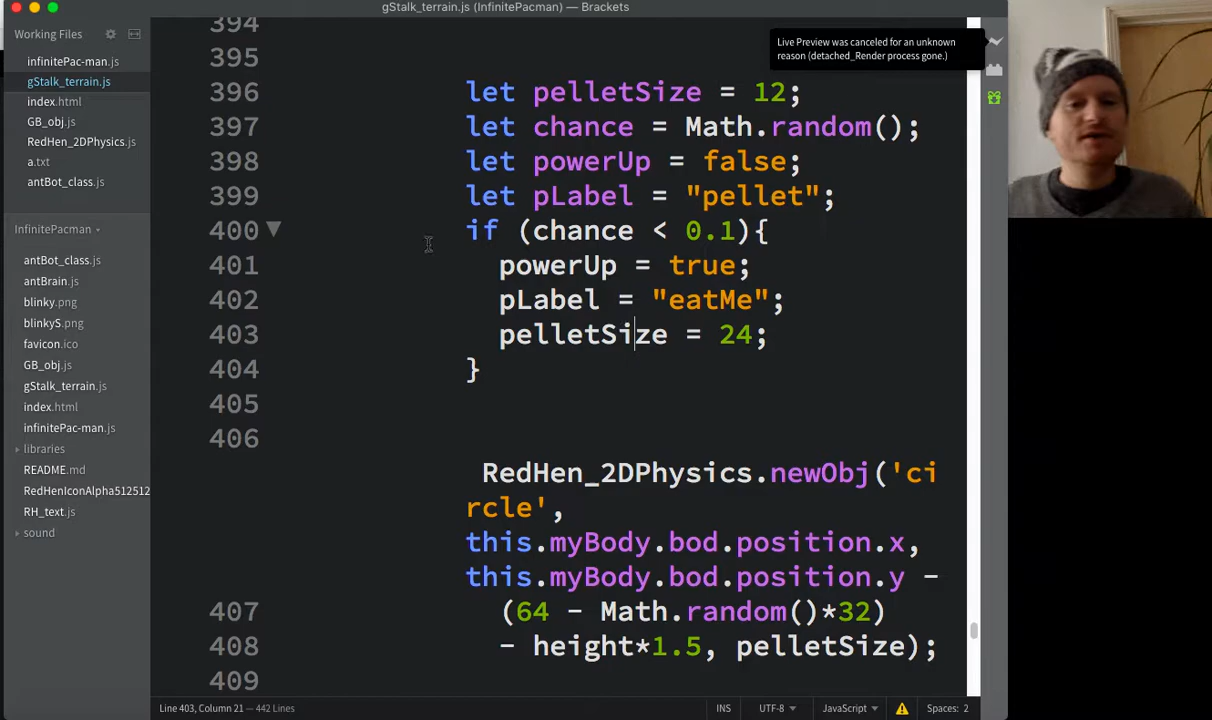 gStalk_terrain.js (InfinitePacman) — Brackets
Working Files
infinitePac-man.js
gStalk_terrain.js
index.html
GB_obj.js
RedHen_2DPhysics.js
a.txt
antBot_class.js
InfinitePacman
antBot_class.js
antBrain.js
blinky.png
blinkyS.png
favicon.ico
GB_obj.js
gStalk_terrain.js
index.html
infinitePac-man.js
libraries
README.md
RedHenIconAlpha512512
RH_text.js
sound
Live Preview was canceled for an unknown
reason (detached_Render process gone.)
394
395
396 let pelletSize = 12;
397 let chance = Math.random();
398 let powerUp = false;
399 let pLabel = "pellet";
400 if (chance < 0.1){
401 powerUp = true;
402 pLabel = "eatMe";
403 pelletSize = 24;
404 }
405
406
RedHen_2DPhysics.newObj('ci
rcle',
this.myBody.bod.position.x,
this.myBody.bod.position.y -
407 (64 - Math.random()*32)
408 - height*1.5, pelletSize);
409
Line 403, Column 21 — 442 Lines
INS
UTF-8
JavaScript
Spaces: 2